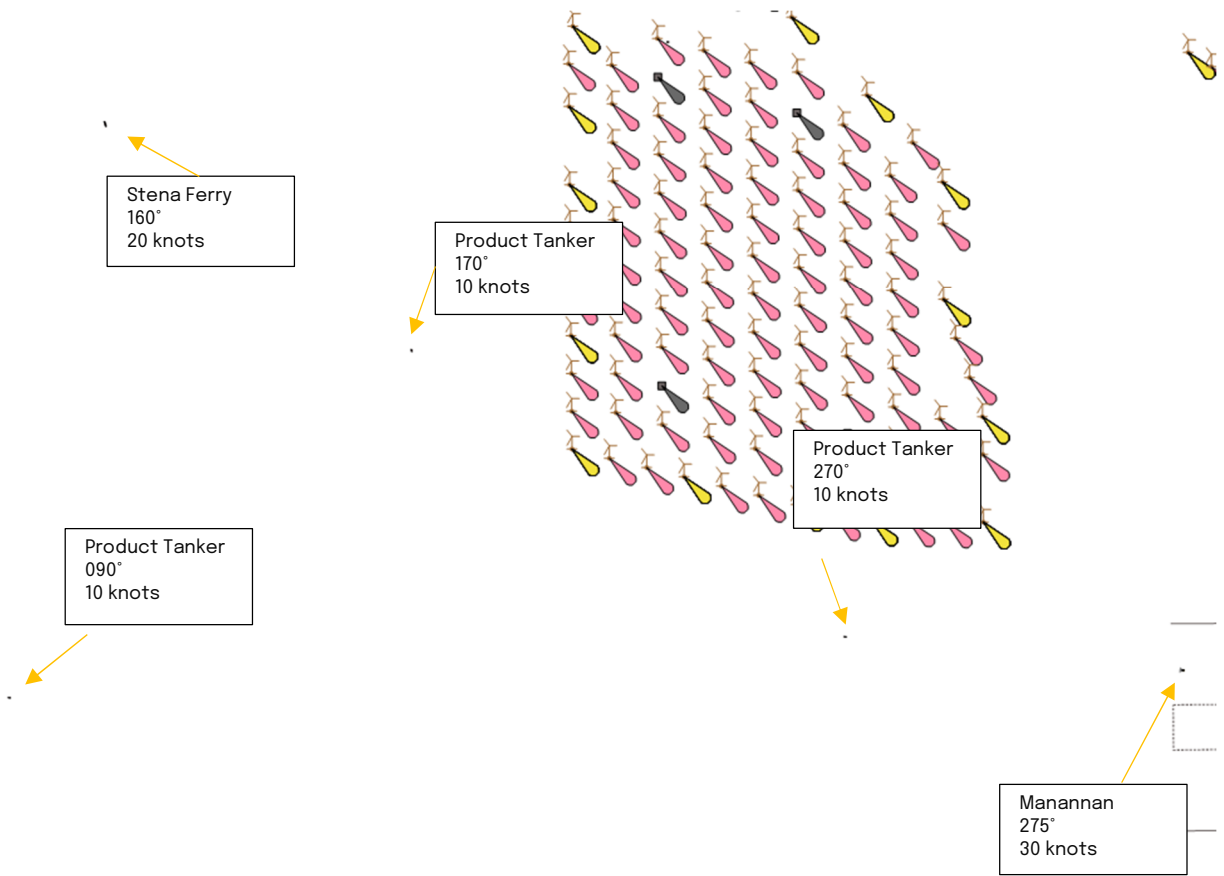 Stena Ferry
160°
20 knots
Product Tanker
170°
10 knots
Product Tanker
270°
10 knots
Product Tanker
090°
10 knots
Manannan
275°
30 knots